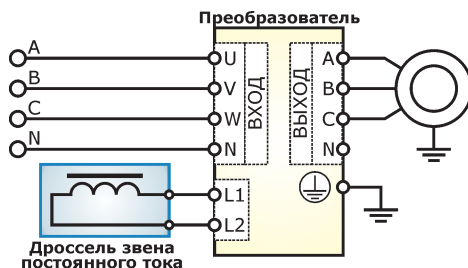 Преобразователь
A
B
C
N
U
V
W
N
ВХОД
ВЫХОД
A
B
C
N
L1
L2
Дроссель звена
постоянного тока